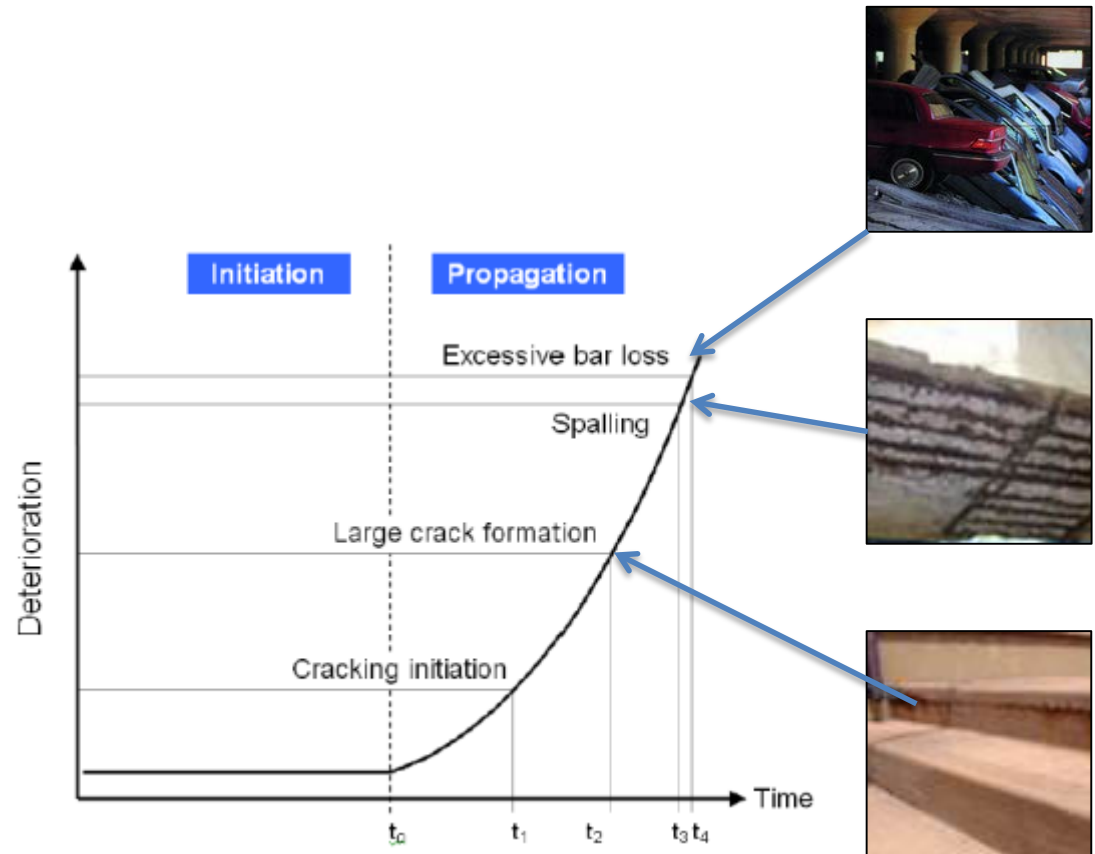 Initiation
Propagation
Excessive bar loss
Spalling
Large crack formation
Cracking initiation
Deterioration
Time
t₀ t₁ t₂ t₃ t₄